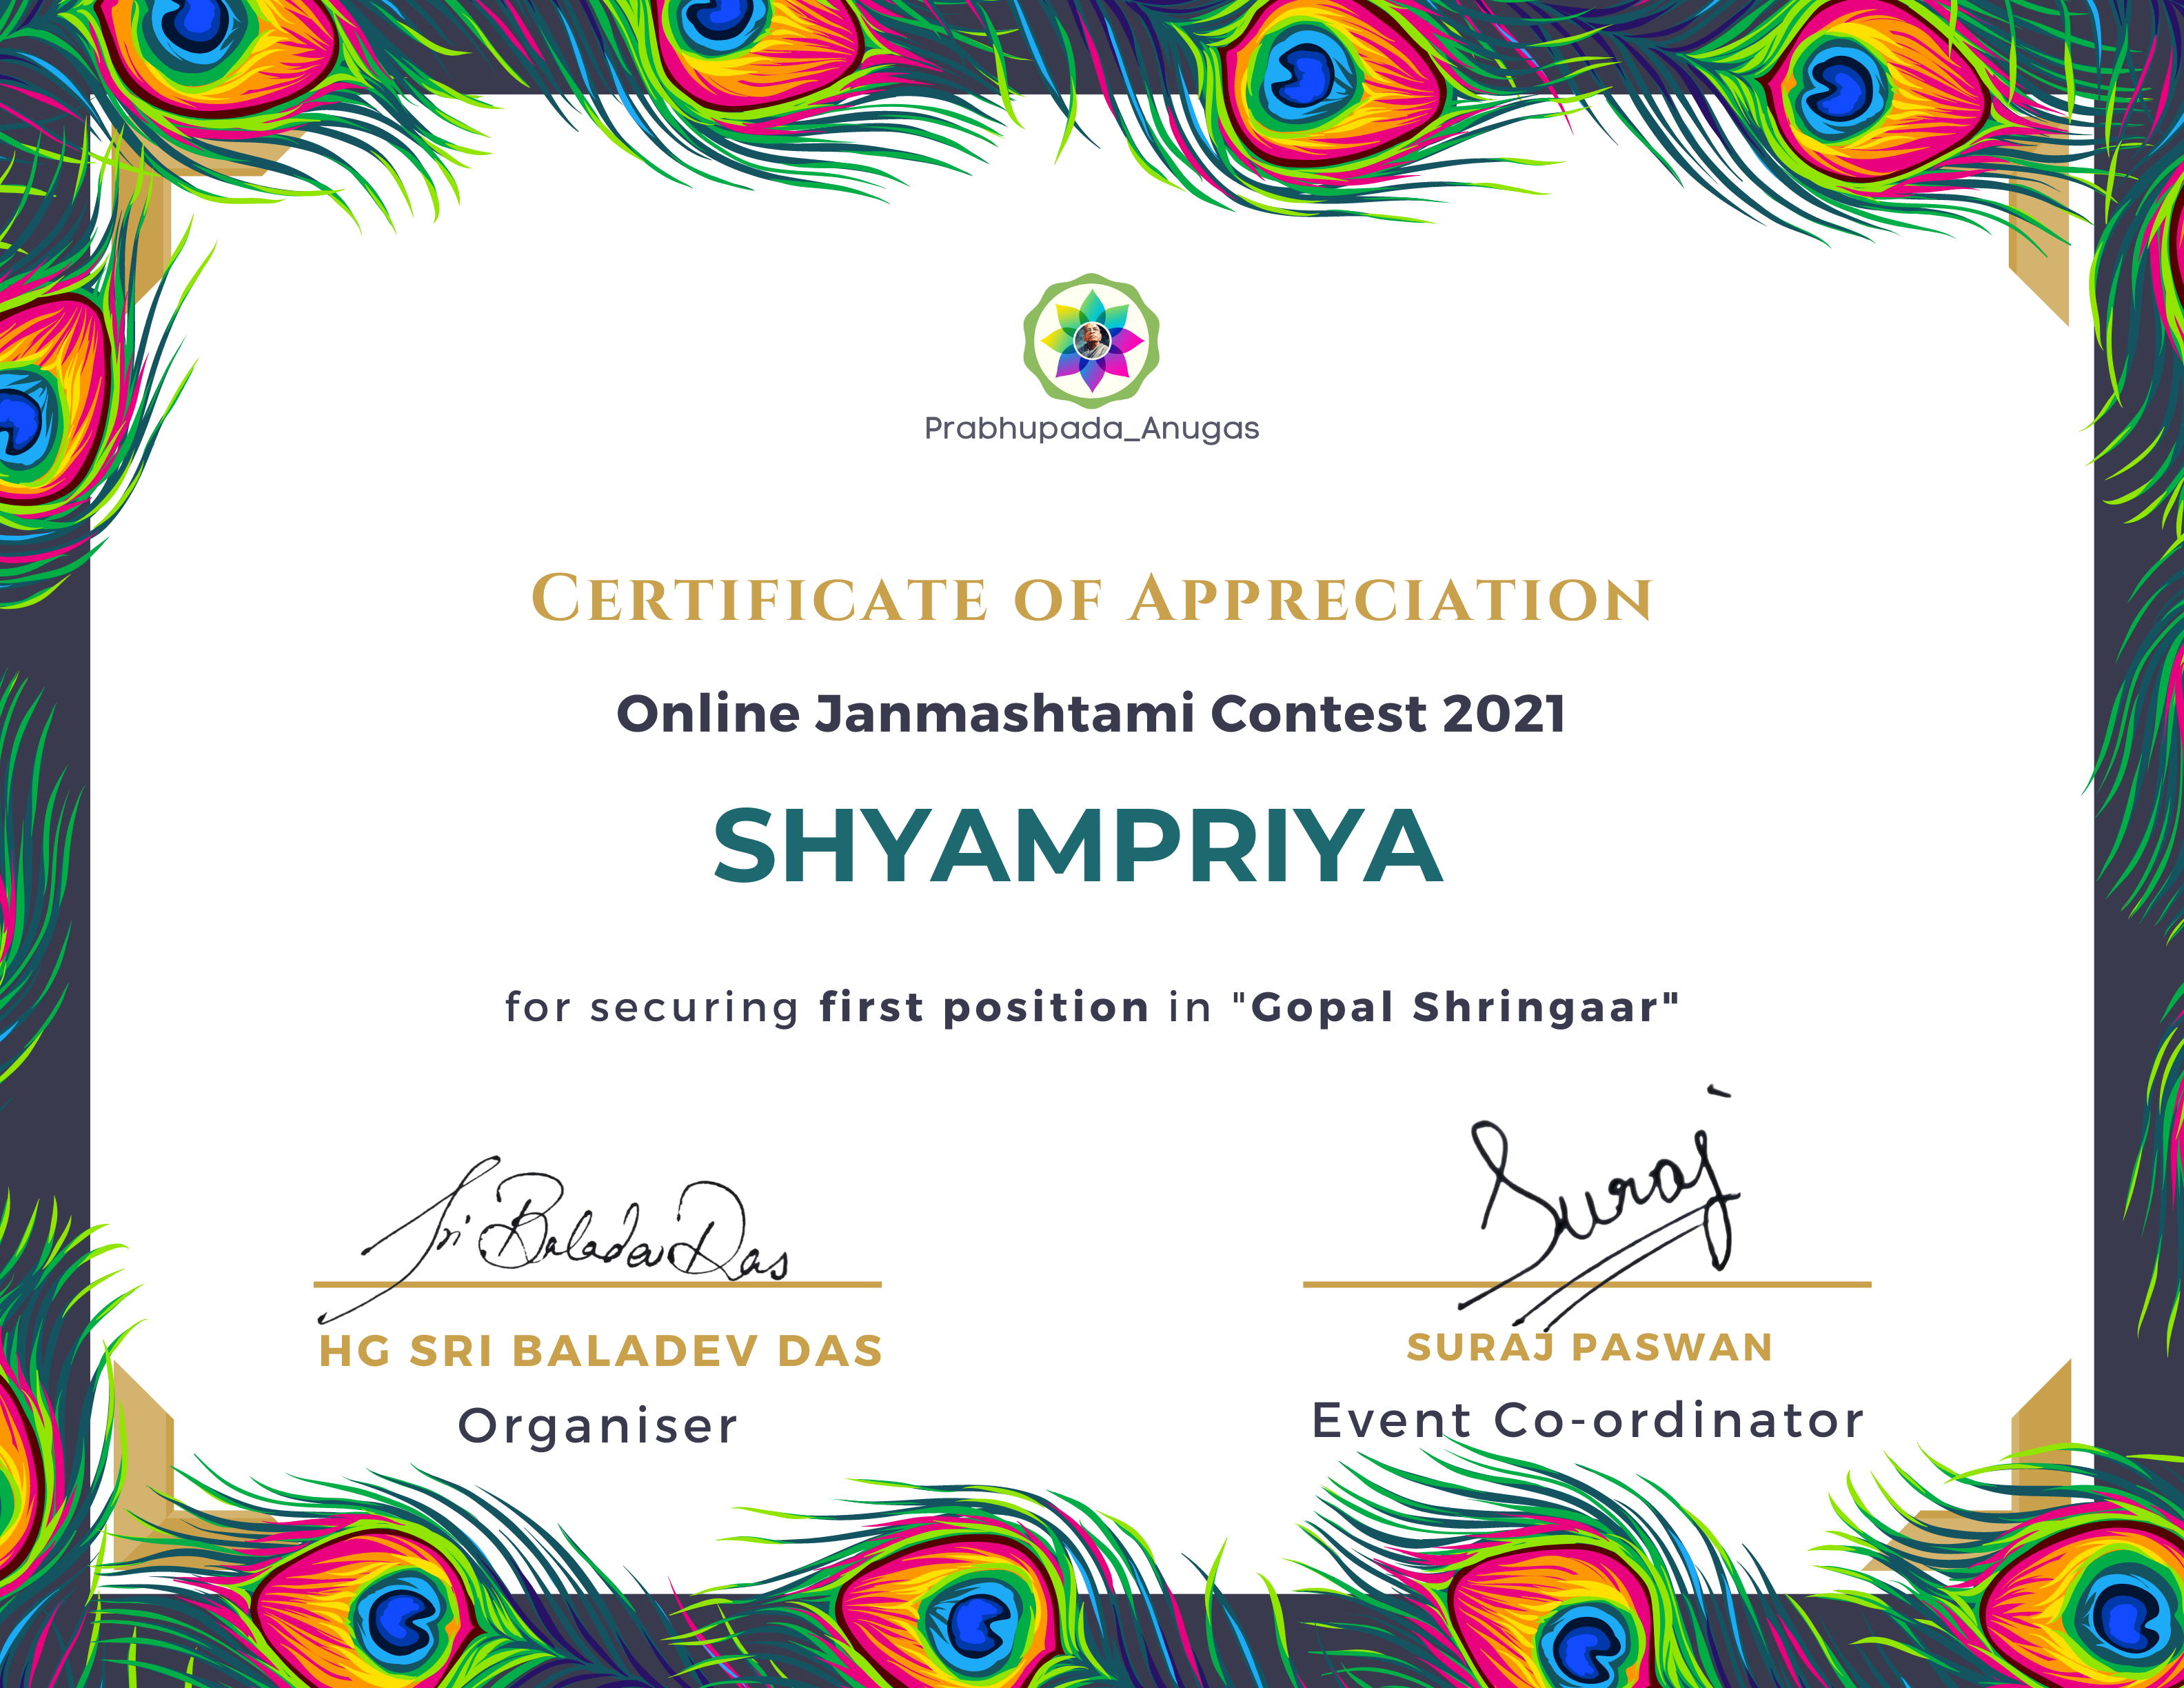 Prabhupada_Anugas
Certificate of Appreciation
Online Janmashtami Contest 2021
SHYAMPRIYA
for securing first position in "Gopal Shringaar"
Sri Baladev Das
Suraj
HG SRI BALADEV DAS
SURAJ PASWAN
Organiser
Event Co-ordinator